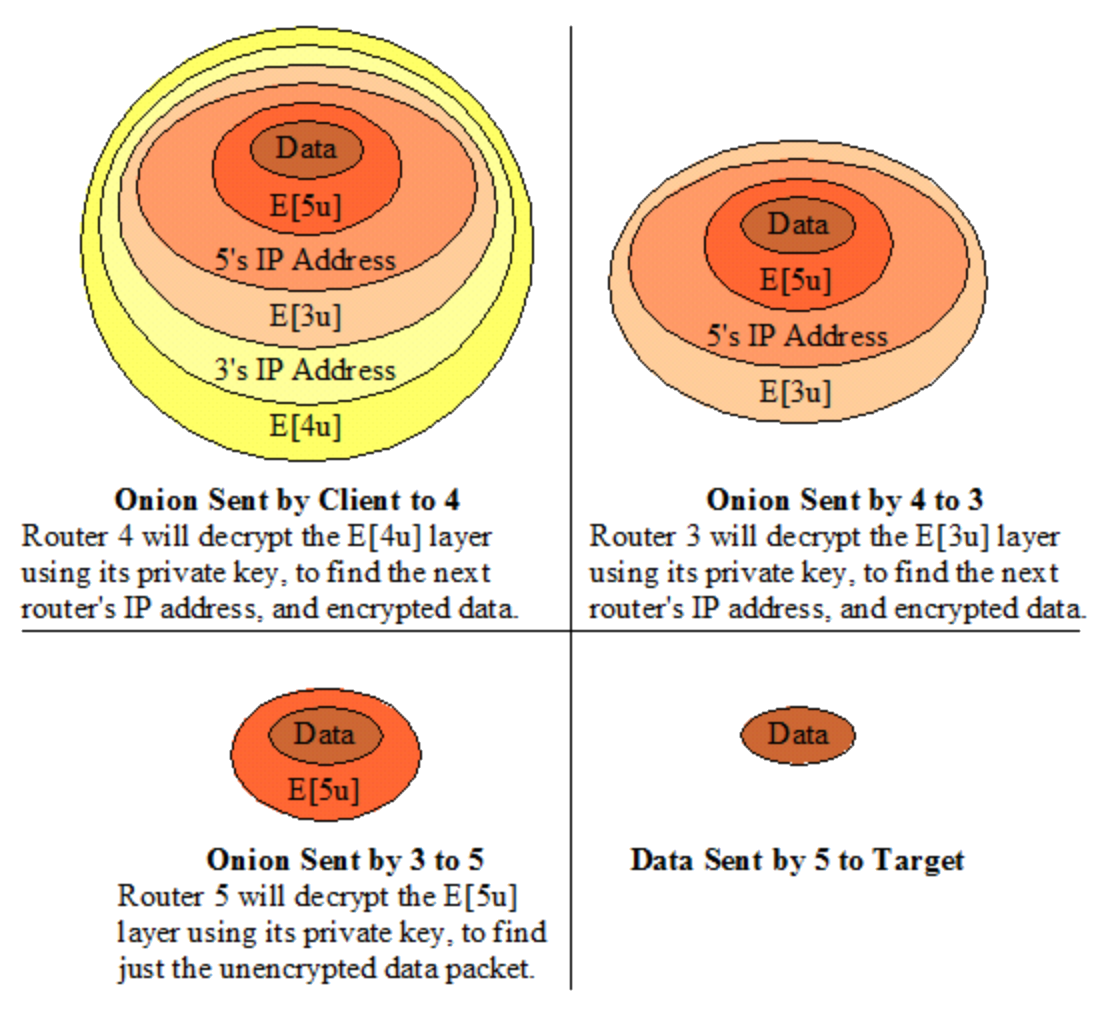 Data
E[5u]
5's IP Address
E[3u]
3's IP Address
E[4u]
Onion Sent by Client to 4
Router 4 will decrypt the E[4u] layer
using its private key, to find the next
router's IP address, and encrypted data.
Data
E[5u]
5's IP Address
E[3u]
Onion Sent by 4 to 3
Router 3 will decrypt the E[3u] layer
using its private key, to find the next
router's IP address, and encrypted data.
Data
E[5u]
Onion Sent by 3 to 5
Router 5 will decrypt the E[5u]
layer using its private key, to find
just the unencrypted data packet.
Data
Data Sent by 5 to Target